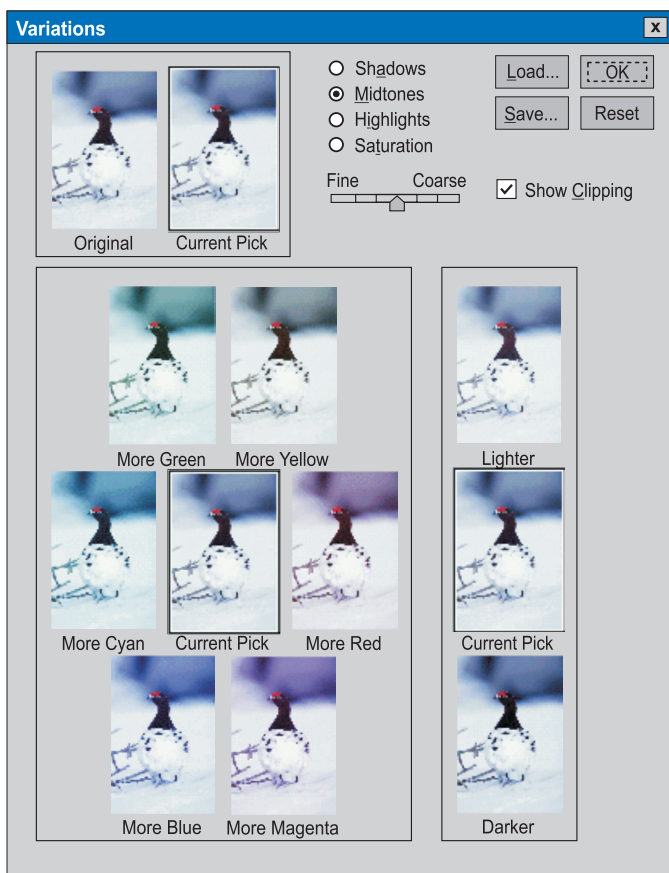 Variations
x
Original
Current Pick
Shadows
Midtones
Highlights
Saturation
Fine
Coarse
Load...
OK
Save...
Reset
Show Clipping
More Green
More Yellow
More Cyan
Current Pick
More Red
More Blue
More Magenta
Lighter
Current Pick
Darker